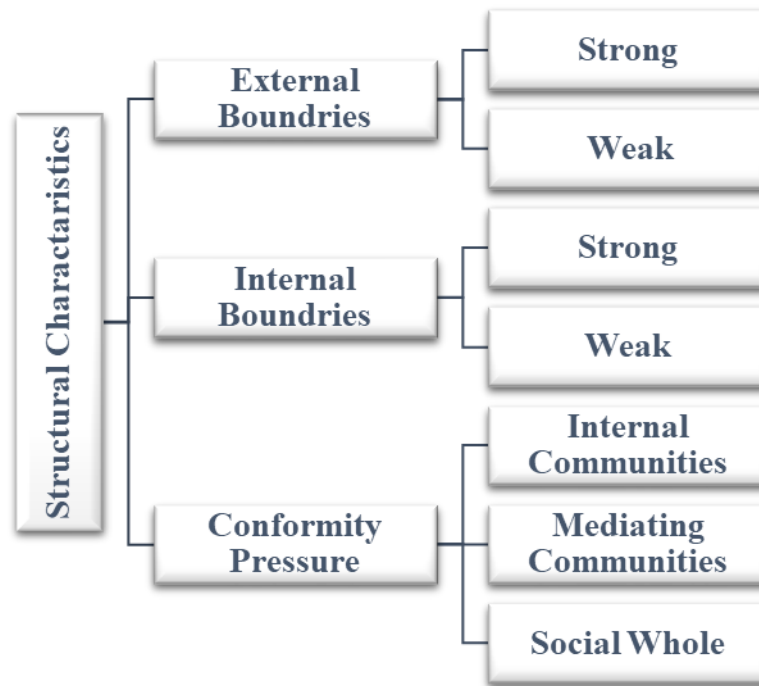 Structural Charactaristics
External
Boundries
Strong
Weak
Internal
Boundries
Strong
Weak
Conformity
Pressure
Internal
Communities
Mediating
Communities
Social Whole